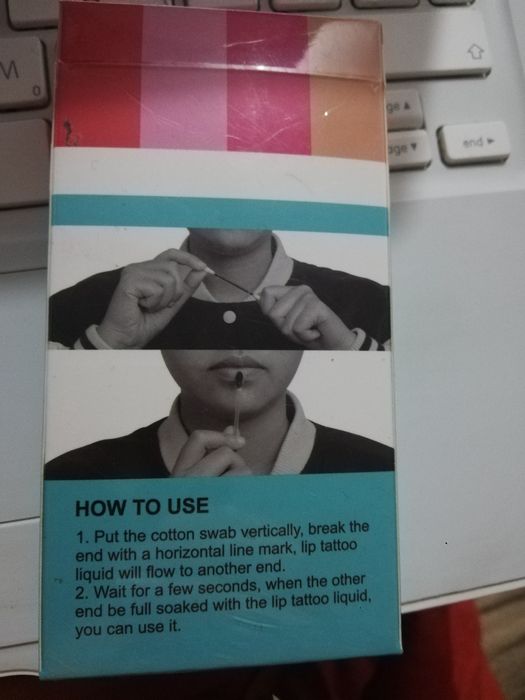 M
end ▶
HOW TO USE
1. Put the cotton swab vertically, break the
end with a horizontal line mark, lip tattoo
liquid will flow to another end.
2. Wait for a few seconds, when the other
end be full soaked with the lip tattoo liquid,
you can use it.